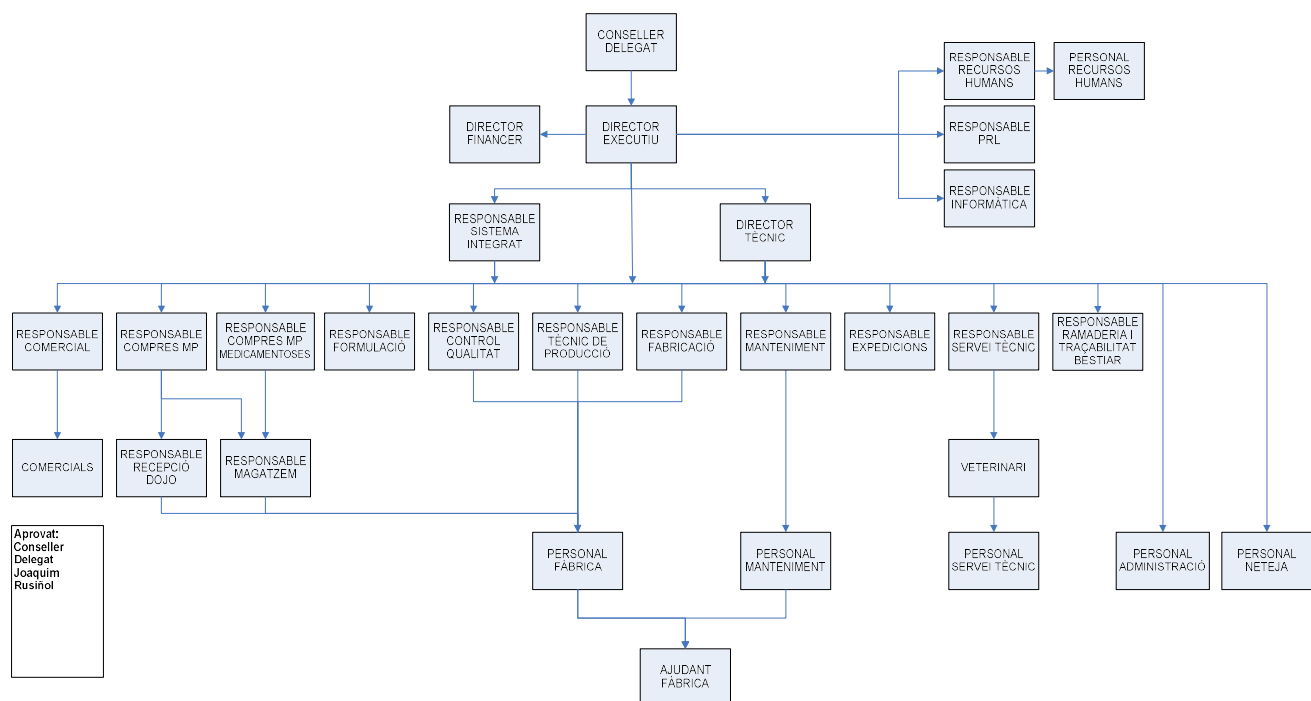 CONSELLER
DELEGAT
RESPONSABLE
RECURSOS
HUMANS
PERSONAL
RECURSOS
HUMANS
DIRECTOR
FINANCER
DIRECTOR
EXECUTIU
RESPONSABLE
PRL
RESPONSABLE
INFORMÀTICA
RESPONSABLE
SISTEMA
INTEGRAT
DIRECTOR
TÈCNIC
RESPONSABLE
COMERCIAL
RESPONSABLE
COMPRES MP
RESPONSABLE
COMPRES MP
MEDICAMENTOSES
RESPONSABLE
FORMULACIÓ
RESPONSABLE
CONTROL
QUALITAT
RESPONSABLE
TÈCNIC DE
PRODUCCIÓ
RESPONSABLE
FABRICACIÓ
RESPONSABLE
MANTENIMENT
RESPONSABLE
EXPEDICIONS
RESPONSABLE
SERVEI TÈCNIC
RESPONSABLE
RAMADERIA I
TRAÇABILITAT
BESTIAR
COMERCIALS
RESPONSABLE
RECEPCIÓ
DOJO
RESPONSABLE
MAGATZEM
VETERINARI
Aprovat:
Conseller
Delegat
Joaquim
Rusiñol
PERSONAL
FÀBRICA
PERSONAL
MANTENIMENT
PERSONAL
SERVEI TÈCNIC
PERSONAL
ADMINISTRACIÓ
PERSONAL
NETEJA
AJUDANT
FÀBRICA